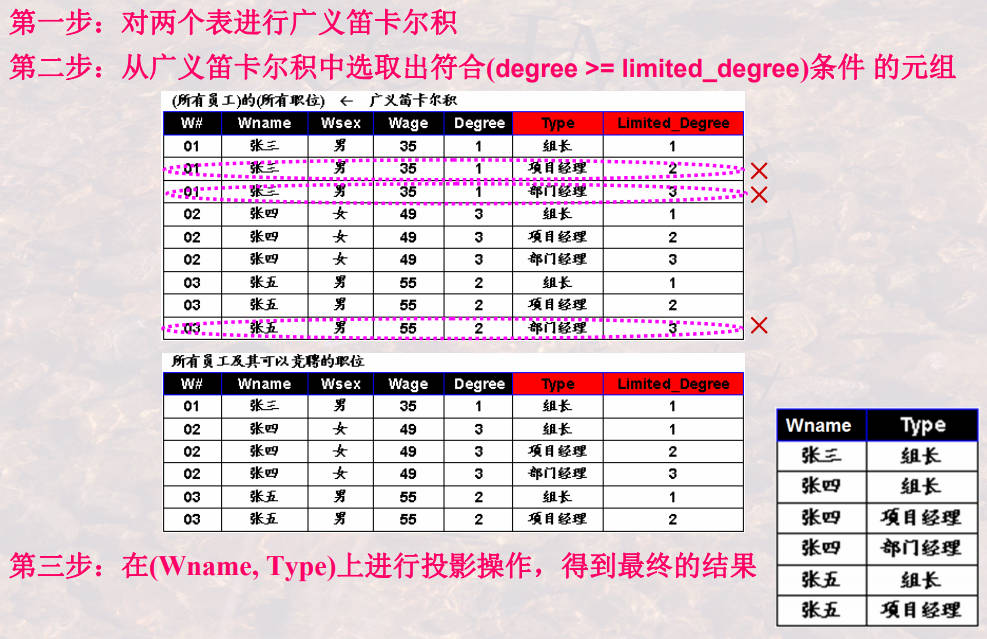 第一步：对两个表进行广义笛卡尔积
第二步：从广义笛卡尔积中选取出符合(degree >= limited_degree)条件 的元组
(所有员工)的(所有职位) ← 广义笛卡尔积
W# Wname Wsex Wage Degree Type Limited_Degree
01 张三 男 35 1 组长 1
01 张三 男 35 1 项目经理 2
01 张三 男 35 1 部门经理 3
02 张四 女 49 3 组长 1
02 张四 女 49 3 项目经理 2
02 张四 女 49 3 部门经理 3
03 张五 男 55 2 组长 1
03 张五 男 55 2 项目经理 2
03 张五 男 55 2 部门经理 3
所有员工及其可以竞聘的职位
W# Wname Wsex Wage Degree Type Limited_Degree
01 张三 男 35 1 组长 1
02 张四 女 49 3 组长 1
02 张四 女 49 3 项目经理 2
02 张四 女 49 3 部门经理 3
03 张五 男 55 2 组长 1
03 张五 男 55 2 项目经理 2
Wname Type
张三 组长
张四 组长
张四 项目经理
张四 部门经理
张五 组长
张五 项目经理
第三步：在(Wname, Type)上进行投影操作，得到最终的结果